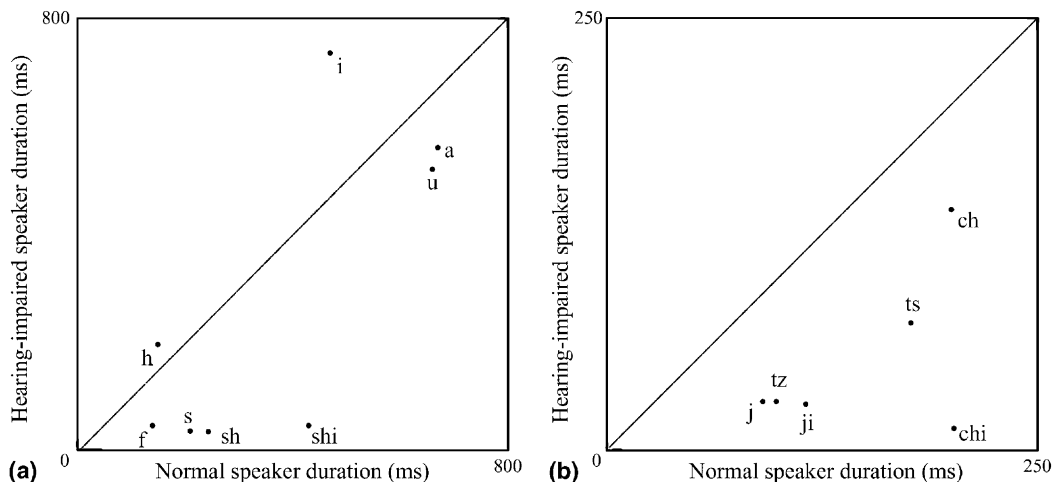 800
Hearing-impaired speaker duration (ms)
i
a
u
h
f
s
sh
shi
0
Normal speaker duration (ms)
800
(a)
250
Hearing-impaired speaker duration (ms)
ch
ts
tz
j
ji
chi
0
Normal speaker duration (ms)
250
(b)